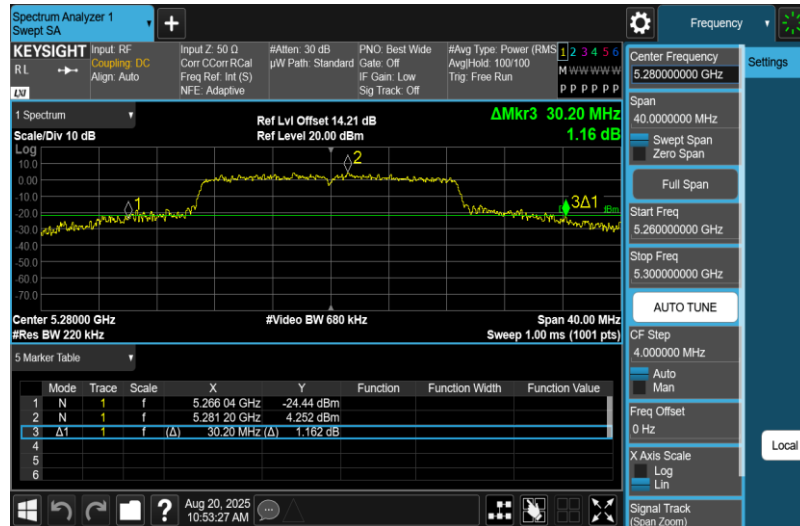 Spectrum Analyzer 1
Swept SA
+
Frequency
KEYSIGHT
RL
LXI
Input: RF
Coupling: DC
Align: Auto
Input Z: 50 Ω
Corr CCorr RCal
Freq Ref: Int (S)
NFE: Adaptive
#Atten: 30 dB
µW Path: Standard
PNO: Best Wide
Gate: Off
IF Gain: Low
Sig Track: Off
#Avg Type: Power (RMS
Avg|Hold: 100/100
Trig: Free Run
1 2 3 4 5 6
M W W W W W
P P P P P P
1 Spectrum
Scale/Div 10 dB
Ref Lvl Offset 14.21 dB
Ref Level 20.00 dBm
ΔMkr3 30.20 MHz
1.16 dB
Log
10.0
0.00
-10.0
-20.0
-30.0
-40.0
-50.0
-60.0
-70.0
1
2
3Δ1
dBm
Center 5.28000 GHz
#Res BW 220 kHz
#Video BW 680 kHz
Span 40.00 MHz
Sweep 1.00 ms (1001 pts)
5 Marker Table
Mode Trace Scale X Y Function Function Width Function Value
1 N 1 f 5.266 04 GHz -24.44 dBm
2 N 1 f 5.281 20 GHz 4.252 dBm
3 Δ1 1 f (Δ) 30.20 MHz (Δ) 1.162 dB
4
5
6
?
Aug 20, 2025
10:53:27 AM
Center Frequency
5.280000000 GHz
Span
40.0000000 MHz
Swept Span
Zero Span
Full Span
Start Freq
5.260000000 GHz
Stop Freq
5.300000000 GHz
AUTO TUNE
CF Step
4.000000 MHz
Auto
Man
Freq Offset
0 Hz
X Axis Scale
Log
Lin
Signal Track
(Span Zoom)
Settings
Local